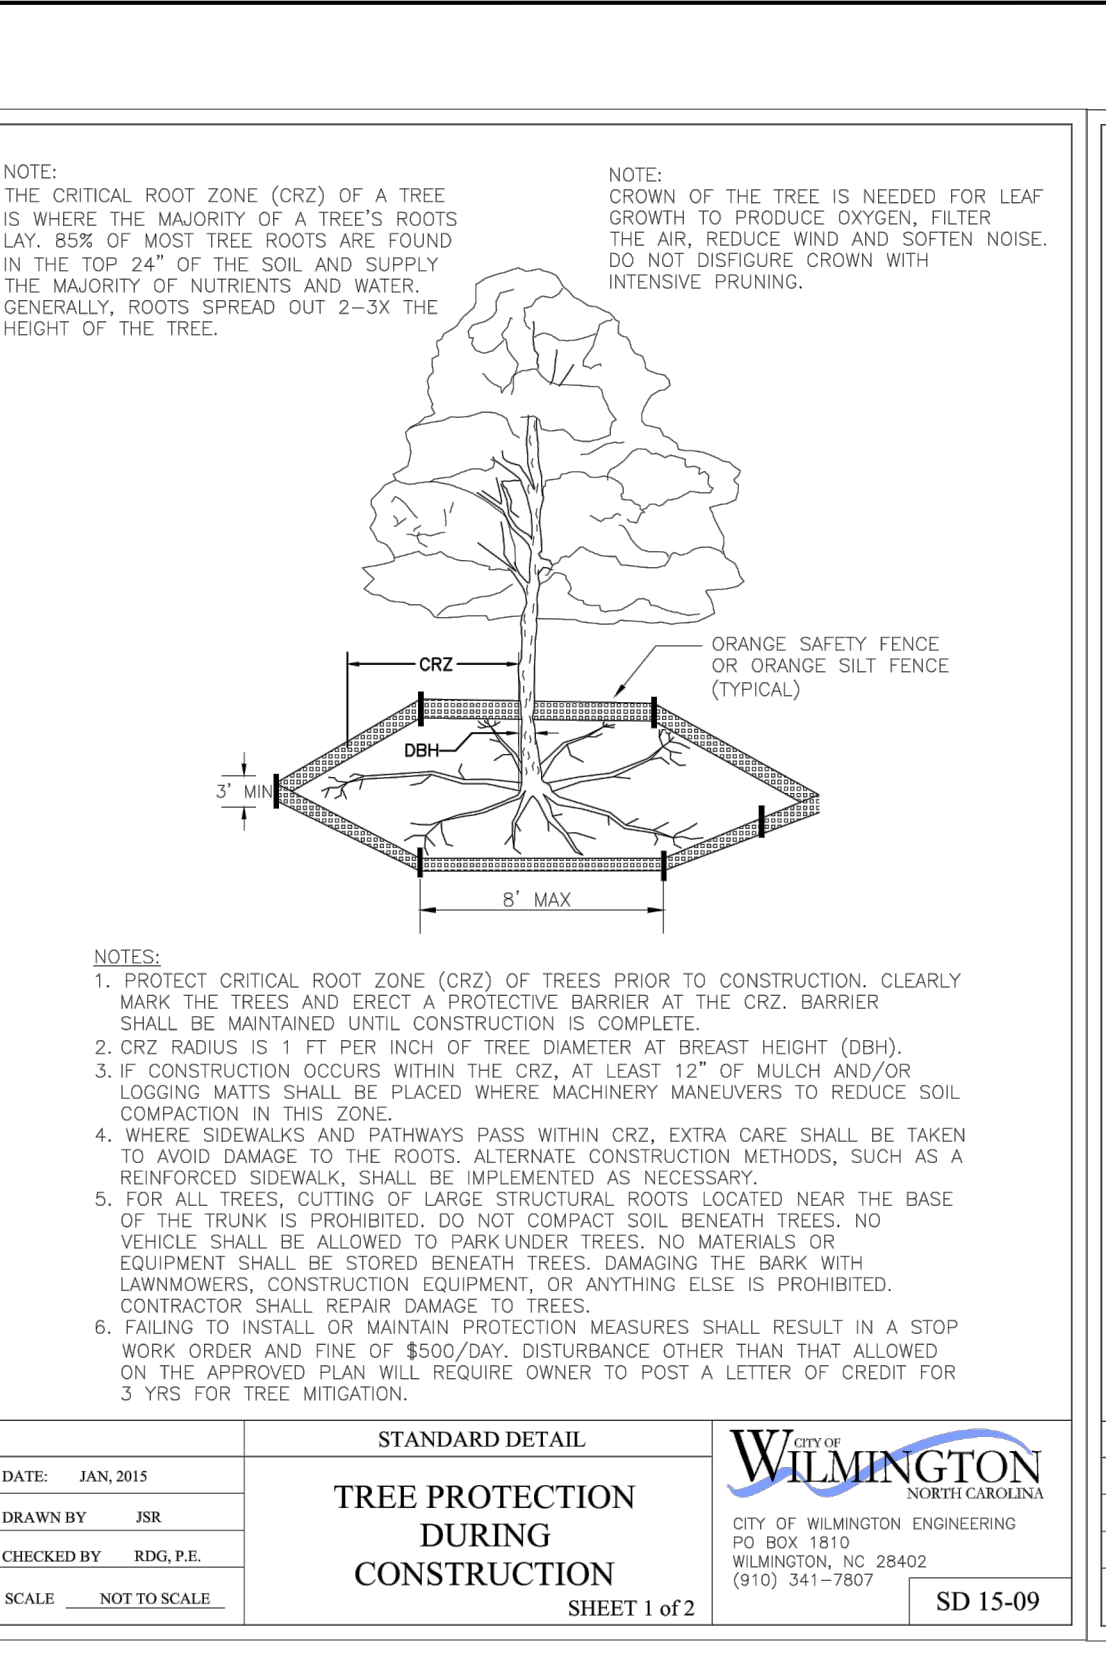 NOTE:
THE CRITICAL ROOT ZONE (CRZ) OF A TREE
IS WHERE THE MAJORITY OF A TREE'S ROOTS
LAY. 85% OF MOST TREE ROOTS ARE FOUND
IN THE TOP 24" OF THE SOIL AND SUPPLY
THE MAJORITY OF NUTRIENTS AND WATER.
GENERALLY, ROOTS SPREAD OUT 2-3X THE
HEIGHT OF THE TREE.
NOTE:
CROWN OF THE TREE IS NEEDED FOR LEAF
GROWTH TO PRODUCE OXYGEN, FILTER
THE AIR, REDUCE WIND AND SOFTEN NOISE.
DO NOT DISFIGURE CROWN WITH
INTENSIVE PRUNING.
ORANGE SAFETY FENCE
OR ORANGE SILT FENCE
(TYPICAL)
CRZ
DBH
3' MIN
8' MAX
NOTES:
1. PROTECT CRITICAL ROOT ZONE (CRZ) OF TREES PRIOR TO CONSTRUCTION. CLEARLY
MARK THE TREES AND ERECT A PROTECTIVE BARRIER AT THE CRZ. BARRIER
SHALL BE MAINTAINED UNTIL CONSTRUCTION IS COMPLETE.
2. CRZ RADIUS IS 1 FT PER INCH OF TREE DIAMETER AT BREAST HEIGHT (DBH).
3. IF CONSTRUCTION OCCURS WITHIN THE CRZ, AT LEAST 12" OF MULCH AND/OR
LOGGING MATTS SHALL BE PLACED WHERE MACHINERY MANEUVERS TO REDUCE SOIL
COMPACTION IN THIS ZONE.
4. WHERE SIDEWALKS AND PATHWAYS PASS WITHIN CRZ, EXTRA CARE SHALL BE TAKEN
TO AVOID DAMAGE TO THE ROOTS. ALTERNATE CONSTRUCTION METHODS, SUCH AS A
REINFORCED SIDEWALK, SHALL BE IMPLEMENTED AS NECESSARY.
5. FOR ALL TREES, CUTTING OF LARGE STRUCTURAL ROOTS LOCATED NEAR THE BASE
OF THE TRUNK IS PROHIBITED. DO NOT COMPACT SOIL BENEATH TREES. NO
VEHICLE SHALL BE ALLOWED TO PARK UNDER TREES. NO MATERIALS OR
EQUIPMENT SHALL BE STORED BENEATH TREES. DAMAGING THE BARK WITH
LAWNMOWERS, CONSTRUCTION EQUIPMENT, OR ANYTHING ELSE IS PROHIBITED.
CONTRACTOR SHALL REPAIR DAMAGE TO TREES.
6. FAILING TO INSTALL OR MAINTAIN PROTECTION MEASURES SHALL RESULT IN A STOP
WORK ORDER AND FINE OF $500/DAY. DISTURBANCE OTHER THAN THAT ALLOWED
ON THE APPROVED PLAN WILL REQUIRE OWNER TO POST A LETTER OF CREDIT FOR
3 YRS FOR TREE MITIGATION.
DATE: JAN, 2015
DRAWN BY JSR
CHECKED BY RDG, P.E.
SCALE NOT TO SCALE
STANDARD DETAIL
TREE PROTECTION
DURING
CONSTRUCTION
SHEET 1 of 2
CITY OF
WILMINGTON
NORTH CAROLINA
CITY OF WILMINGTON ENGINEERING
PO BOX 1810
WILMINGTON, NC 28402
(910) 341-7807
SD 15-09